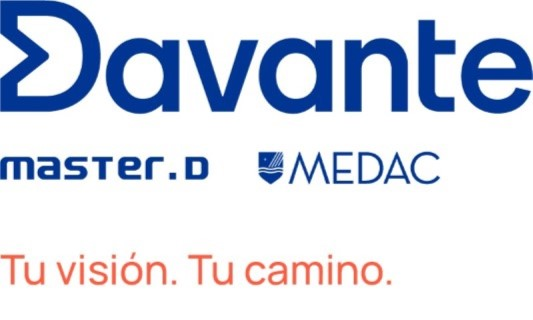 Davante
master.D MEDAC
Tu visión. Tu camino.